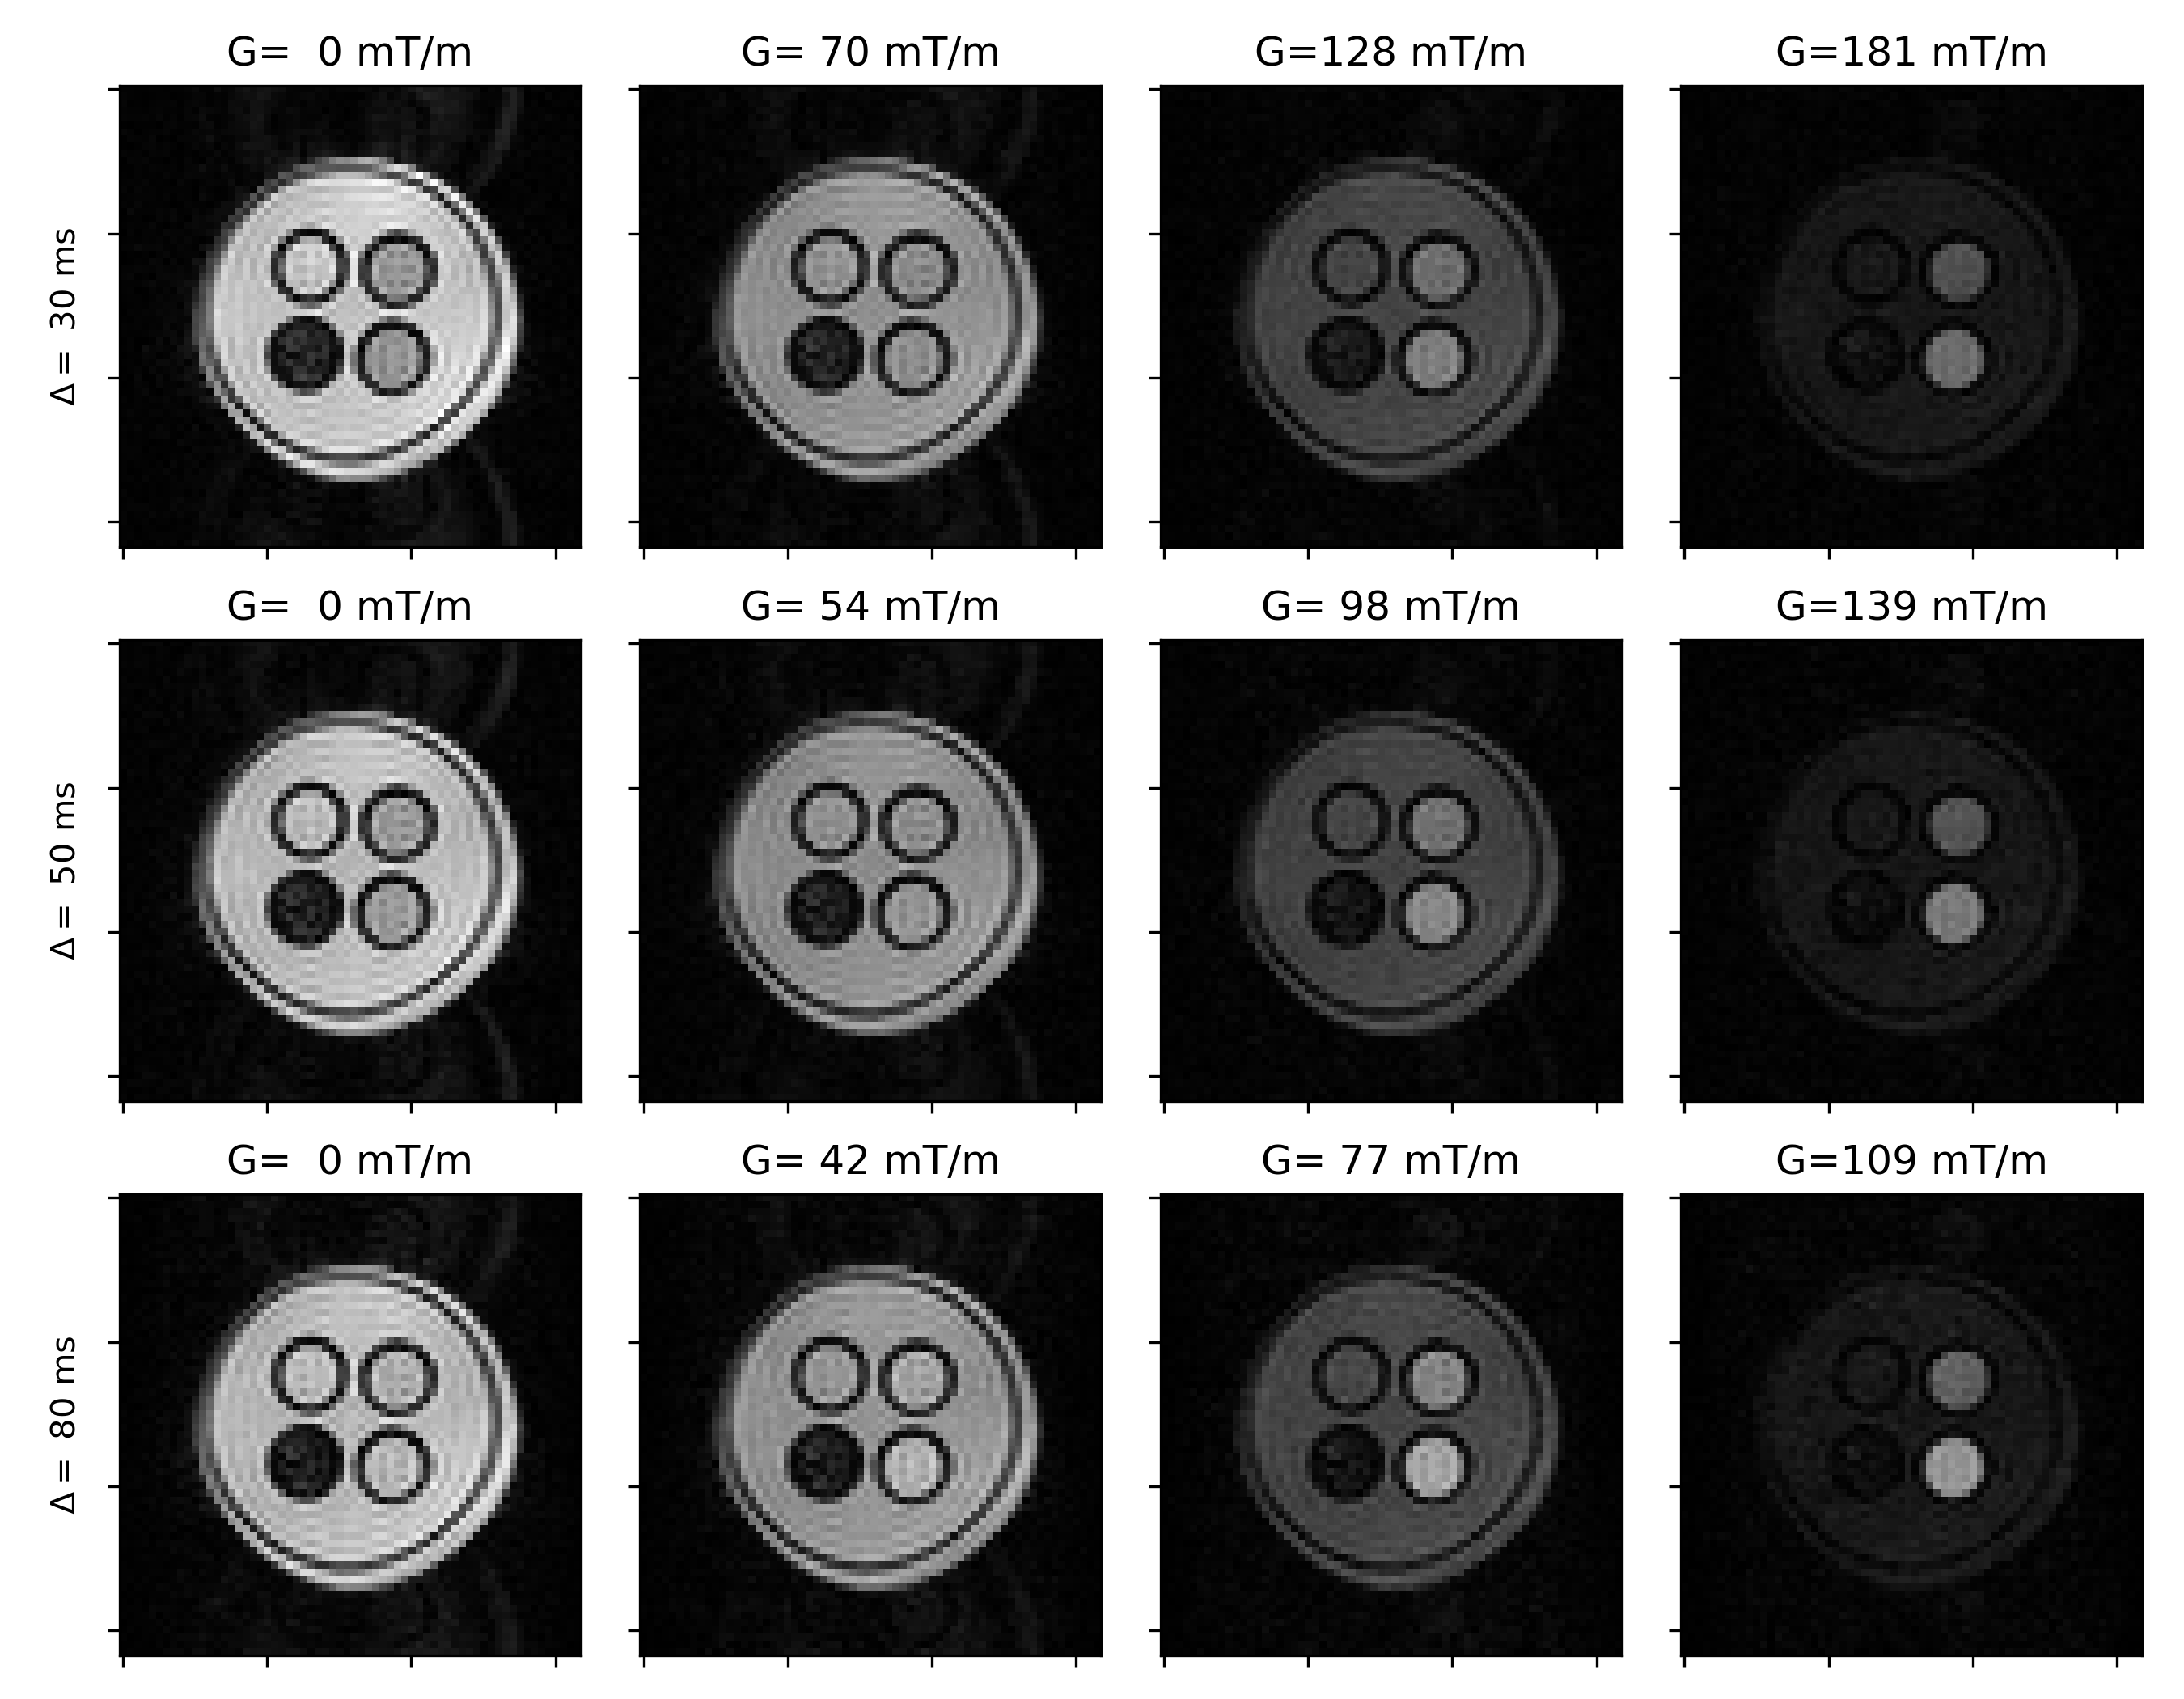 G=  0 mT/m
G= 70 mT/m
G=128 mT/m
G=181 mT/m
Δ = 30 ms
G=  0 mT/m
G= 54 mT/m
G= 98 mT/m
G=139 mT/m
Δ = 50 ms
G=  0 mT/m
G= 42 mT/m
G= 77 mT/m
G=109 mT/m
Δ = 80 ms